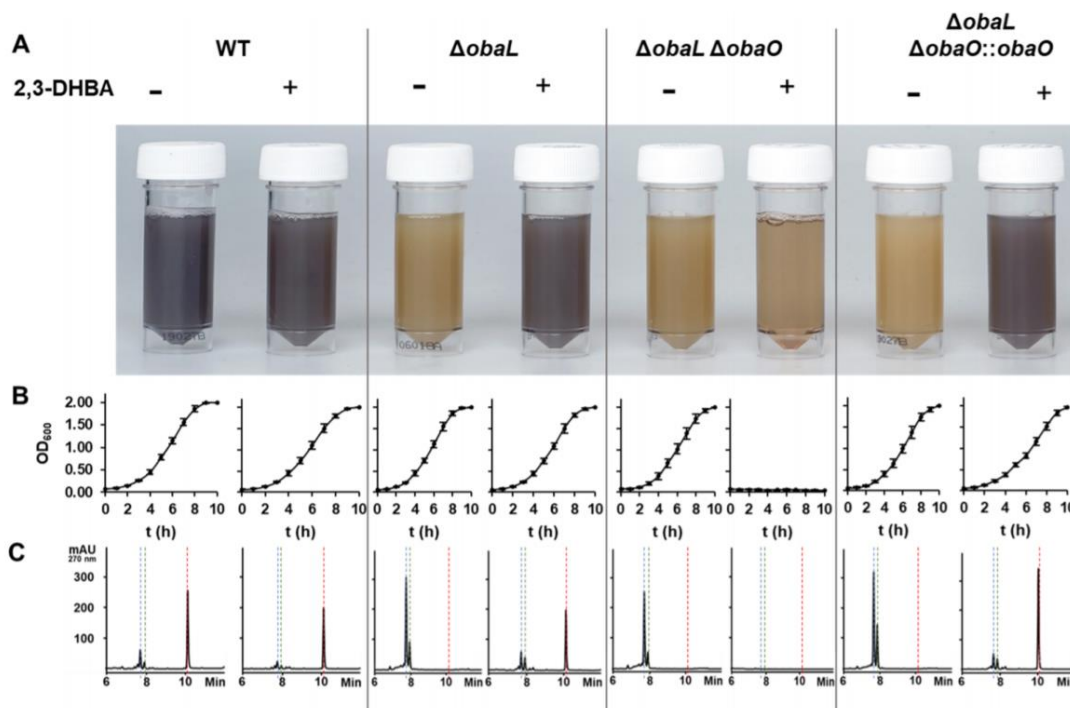 A
WT
ΔobaL
ΔobaL ΔobaO
ΔobaL
ΔobaO::obaO
2,3-DHBA
- + - + - + - +
19027B
0601BA
9027B
B
OD600
2.00
1.50
1.00
0.50
0.00
0 2 4 6 8 10 0 2 4 6 8 10 0 2 4 6 8 10 0 2 4 6 8 10 0 2 4 6 8 10 0 2 4 6 8 10 0 2 4 6 8 10 0 2 4 6 8 10
t (h) t (h) t (h) t (h) t (h) t (h) t (h) t (h)
C
mAU
270 nm
300
200
100
6 8 10 Min 6 8 10 Min 6 8 10 Min 6 8 10 Min 6 8 10 Min 6 8 10 Min 6 8 10 Min 6 8 10 Min